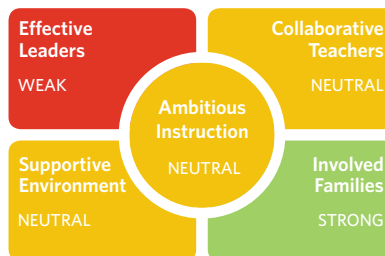 Effective
Leaders
WEAK
Collaborative
Teachers
NEUTRAL
Ambitious
Instruction
NEUTRAL
Supportive
Environment
NEUTRAL
Involved
Families
STRONG